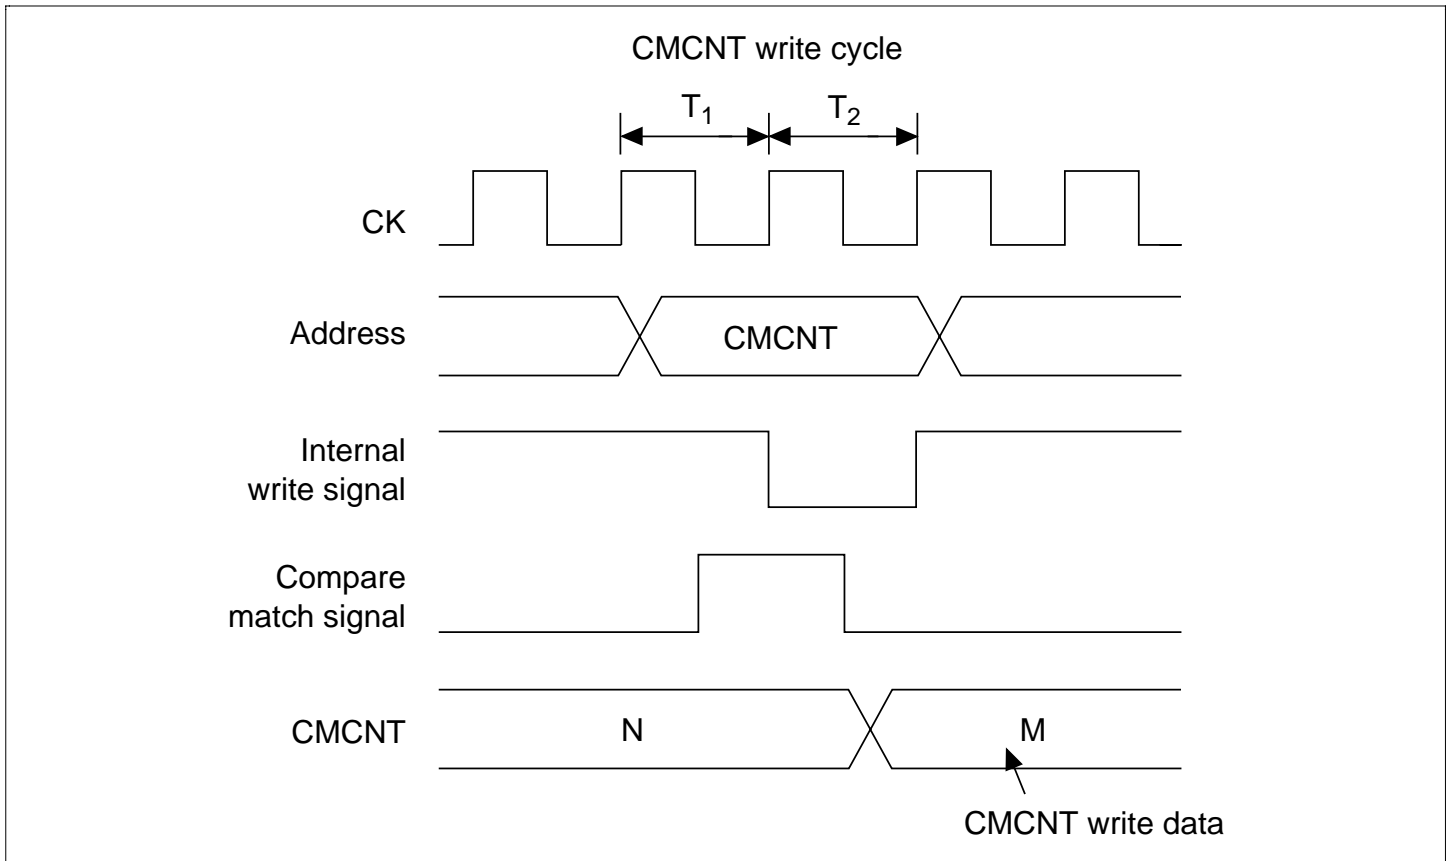 CMCNT write cycle
T1 T2
CK
Address
CMCNT
Internal
write signal
Compare
match signal
CMCNT
N
M
CMCNT write data